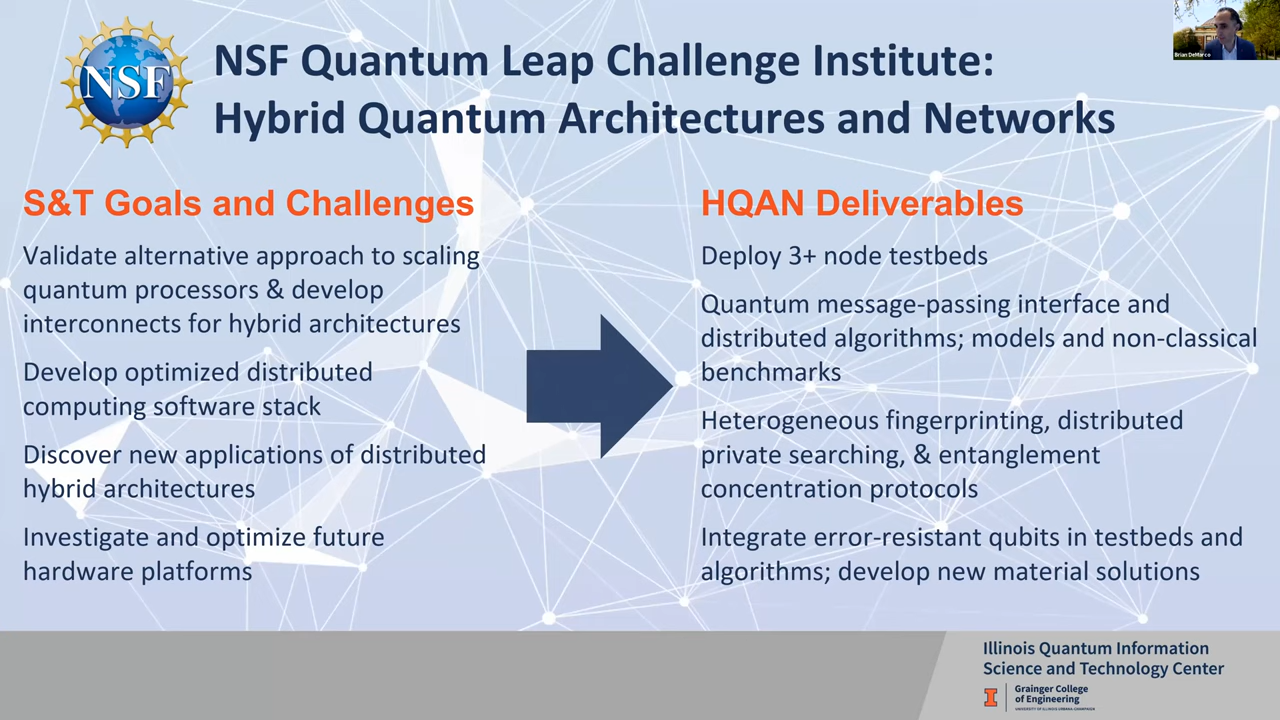 NSF
NSF Quantum Leap Challenge Institute:
Hybrid Quantum Architectures and Networks
Brian DeMarco
S&T Goals and Challenges
Validate alternative approach to scaling
quantum processors & develop
interconnects for hybrid architectures
Develop optimized distributed
computing software stack
Discover new applications of distributed
hybrid architectures
Investigate and optimize future
hardware platforms
HQAN Deliverables
Deploy 3+ node testbeds
Quantum message-passing interface and
distributed algorithms; models and non-classical
benchmarks
Heterogeneous fingerprinting, distributed
private searching, & entanglement
concentration protocols
Integrate error-resistant qubits in testbeds and
algorithms; develop new material solutions
Illinois Quantum Information
Science and Technology Center
I
Grainger College
of Engineering
UNIVERSITY OF ILLINOIS URBANA-CHAMPAIGN